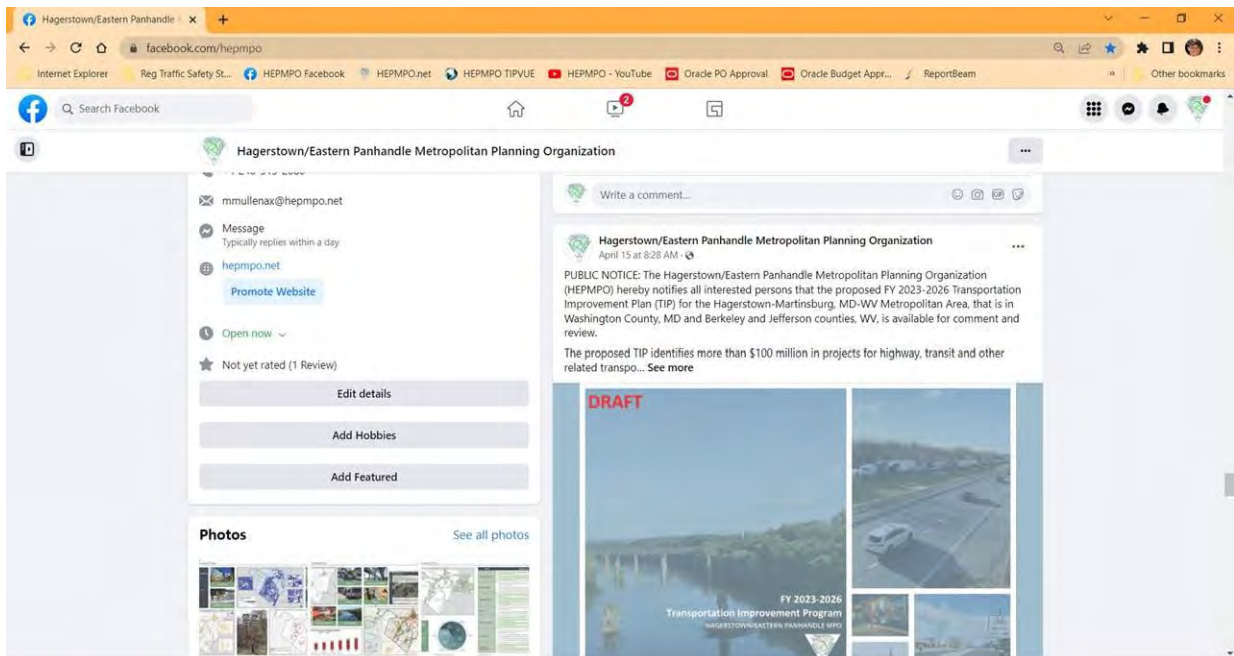 Hagerstown/Eastern Panhandle
facebook.com/hepmpo
Internet Explorer
Reg Traffic Safety St...
HEPMPO Facebook
HEPMPO.net
HEPMPO TIPVUE
HEPMPO - YouTube
Oracle PO Approval
Oracle Budget Appr...
ReportBeam
»
Other bookmarks
Search Facebook
2
Hagerstown/Eastern Panhandle Metropolitan Planning Organization
mmullenax@hepmpo.net
Message
Typically replies within a day
hepmpo.net
Promote Website
Open now
Not yet rated (1 Review)
Edit details
Add Hobbies
Add Featured
Photos
See all photos
Write a comment...
GIF
Hagerstown/Eastern Panhandle Metropolitan Planning Organization
April 15 at 8:28 AM ·
PUBLIC NOTICE: The Hagerstown/Eastern Panhandle Metropolitan Planning Organization
(HEPMPO) hereby notifies all interested persons that the proposed FY 2023-2026 Transportation
Improvement Plan (TIP) for the Hagerstown-Martinsburg, MD-WV Metropolitan Area, that is in
Washington County, MD and Berkeley and Jefferson counties, WV, is available for comment and
review.
The proposed TIP identifies more than $100 million in projects for highway, transit and other
related transpo... See more
DRAFT
FY 2023-2026
Transportation Improvement Program
HAGERSTOWN/EASTERN PANHANDLE MPO